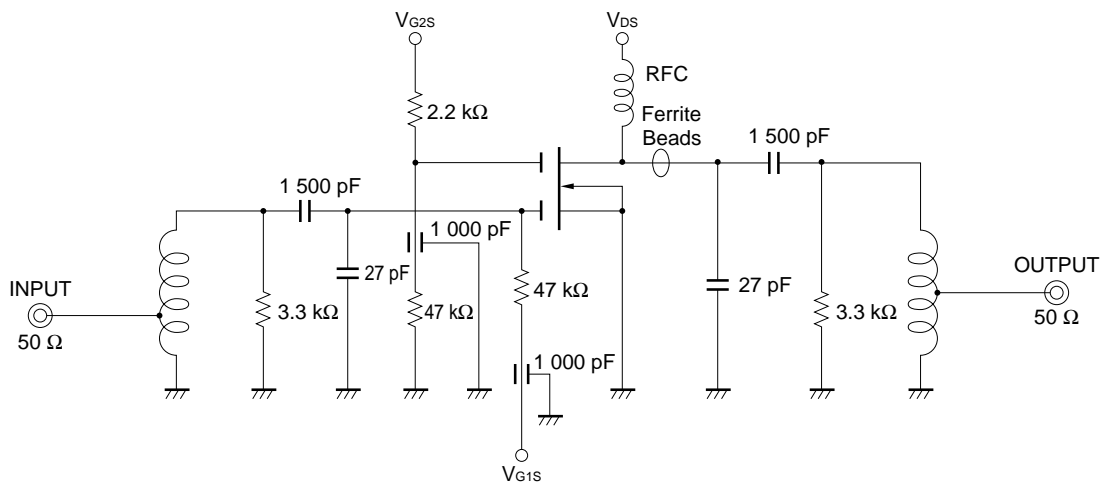 VG2S
VDS
RFC
2.2 kΩ
Ferrite
Beads
1 500 pF
1 500 pF
1 000 pF
27 pF
47 kΩ
27 pF
INPUT
OUTPUT
3.3 kΩ
47 kΩ
3.3 kΩ
50 Ω
50 Ω
1 000 pF
VG1S